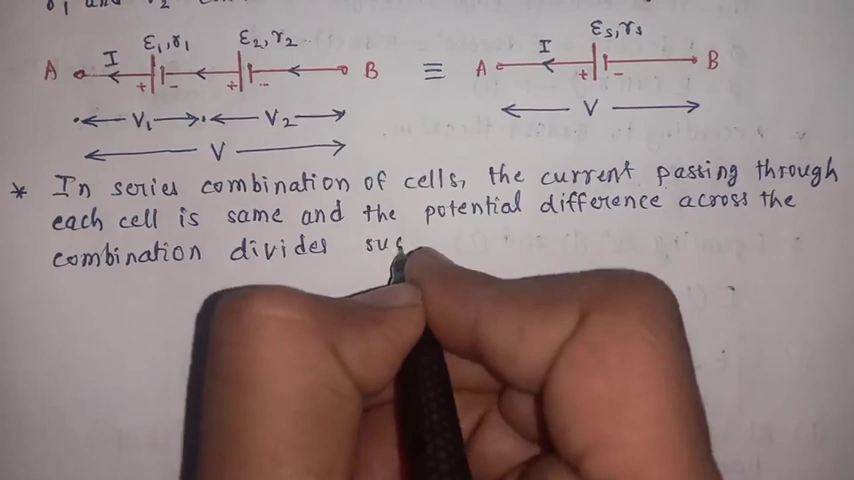 ε1,r1
ε2,r2
εs,rs
A
I
+
-
+
-
B
≡
A
I
+
-
B
V1
V2
V
V
* In series combination of cells, the current passing through
each cell is same and the potential difference across the
combination divides suc